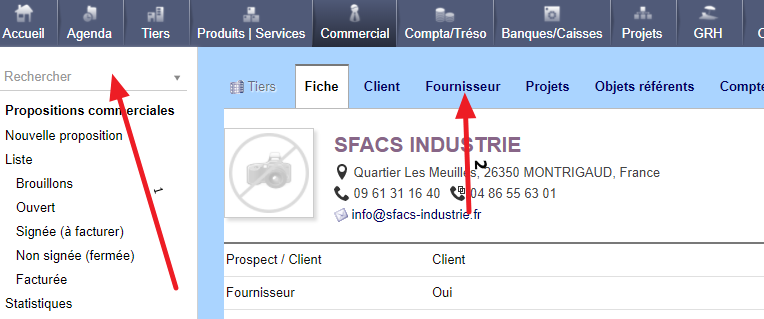 Accueil Agenda Tiers Produits | Services Commercial Compta/Tréso Banques/Caisses Projets GRH
Rechercher
Propositions commerciales
Nouvelle proposition
Liste
Brouillons
Ouvert
Signée (à facturer)
Non signée (fermée)
Facturée
Statistiques
1
Tiers Fiche Client Fournisseur Projets Objets référents Compte
SFACS INDUSTRIE
2
Quartier Les Meuilles, 26350 MONTRIGAUD, France
09 61 31 16 40 04 86 55 63 01
info@sfacs-industrie.fr
Prospect / Client Client
Fournisseur Oui